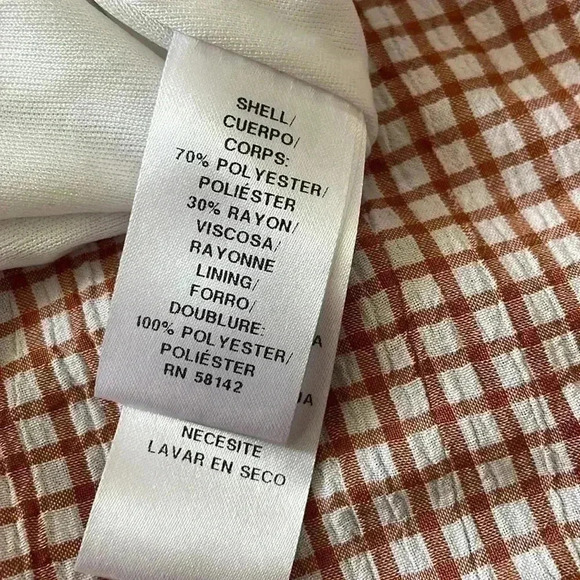 SHELL/
CUERPO/
CORPS:
70% POLYESTER/
POLIÉSTER
30% RAYON/
VISCOSA/
RAYONNE
LINING/
FORRO/
DOUBLURE:
100% POLYESTER/
POLIÉSTER
RN 58142
NECESITE
LAVAR EN SECO